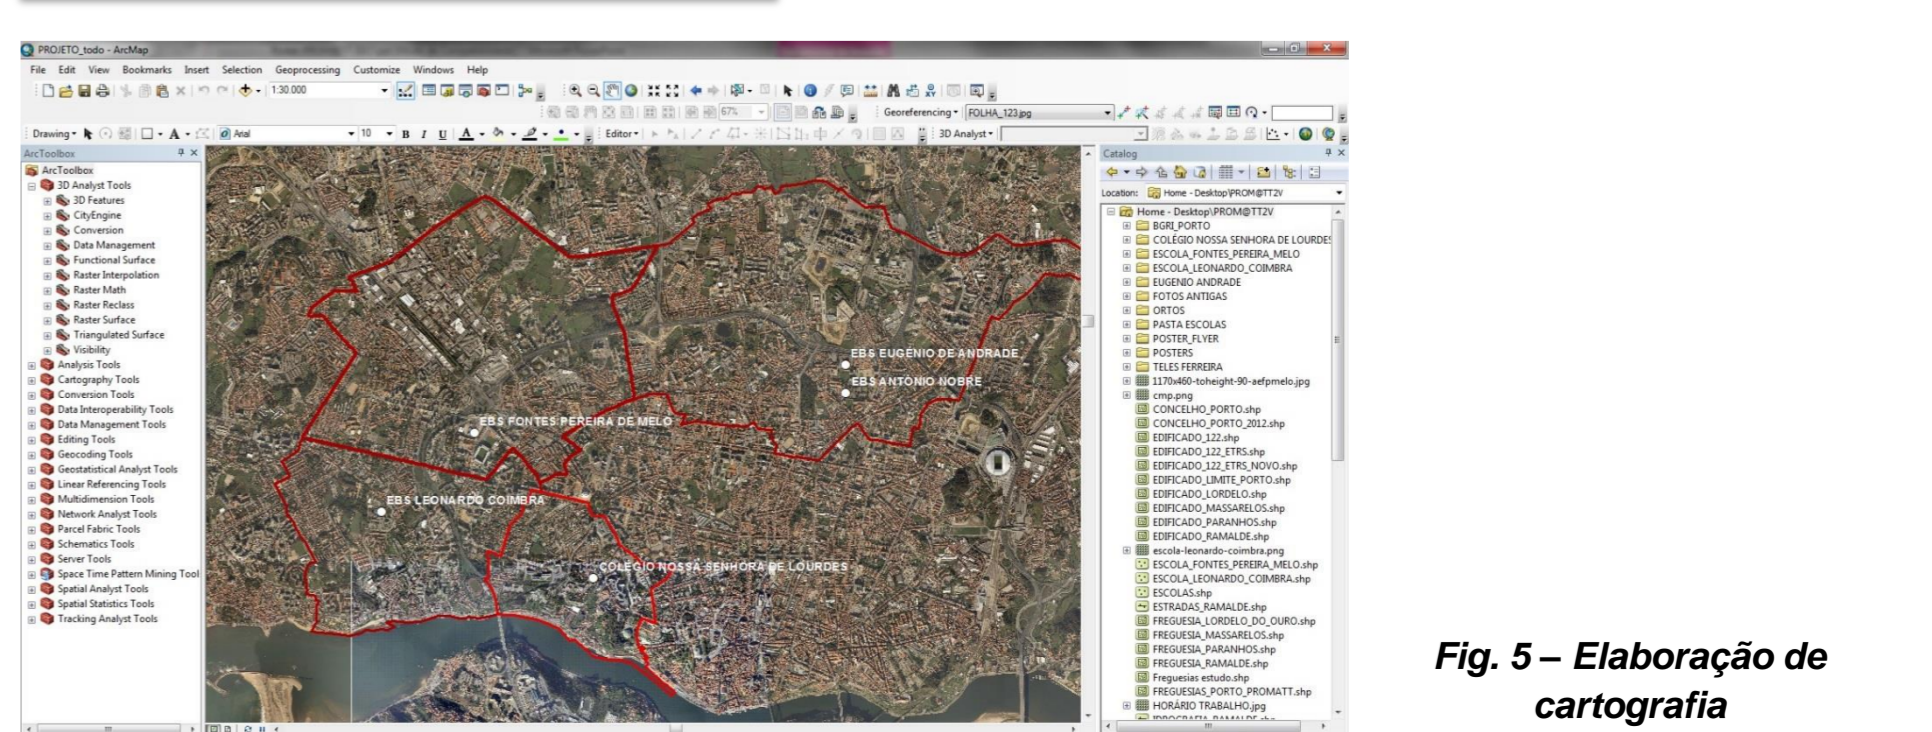 PROJETO_todo - ArcMap
File Edit View Bookmarks Insert Selection Geoprocessing Customize Windows Help
1:30.000
67% Georeferencing FOLHA_123.jpg
Drawing A Arial 10 B I U A Editor 3D Analyst
ArcToolbox
ArcToolbox
3D Analyst Tools
3D Features
CityEngine
Conversion
Data Management
Functional Surface
Raster Interpolation
Raster Math
Raster Reclass
Raster Surface
Triangulated Surface
Visibility
Analysis Tools
Cartography Tools
Conversion Tools
Data Interoperability Tools
Data Management Tools
Editing Tools
Geocoding Tools
Geostatistical Analyst Tools
Linear Referencing Tools
Multidimension Tools
Network Analyst Tools
Parcel Fabric Tools
Schematics Tools
Server Tools
Space Time Pattern Mining Tool
Spatial Analyst Tools
Spatial Statistics Tools
Tracking Analyst Tools
EBS EUGÉNIO DE ANDRADE
EBS ANTÓNIO NOBRE
EBS FONTES PEREIRA DE MELO
EBS LEONARDO COIMBRA
COLÉGIO NOSSA SENHORA DE LOURDES
Catalog
Location: Home - Desktop\PROM@TT2V
Home - Desktop\PROM@TT2V
BGRI_PORTO
COLÉGIO NOSSA SENHORA DE LOURDES
ESCOLA_FONTES_PEREIRA_MELO
ESCOLA_LEONARDO_COIMBRA
EUGENIO ANDRADE
FOTOS ANTIGAS
ORTOS
PASTA ESCOLAS
POSTER_FLYER
POSTERS
TELES FERREIRA
1170x460-toheight-90-aefpmelo.jpg
cmp.png
CONCELHO_PORTO.shp
CONCELHO_PORTO_2012.shp
EDIFICADO_122.shp
EDIFICADO_122_ETRS.shp
EDIFICADO_122_ETRS_NOVO.shp
EDIFICADO_LIMITE_PORTO.shp
EDIFICADO_LORDELO.shp
EDIFICADO_MASSARELOS.shp
EDIFICADO_PARANHOS.shp
EDIFICADO_RAMALDE.shp
escola-leonardo-coimbra.png
ESCOLA_FONTES_PEREIRA_MELO.shp
ESCOLA_LEONARDO_COIMBRA.shp
ESCOLAS.shp
ESTRADAS_RAMALDE.shp
FREGUESIA_LORDELO_DO_OURO.shp
FREGUESIA_MASSARELOS.shp
FREGUESIA_PARANHOS.shp
FREGUESIA_RAMALDE.shp
Freguesias estudo.shp
FREGUESIAS_PORTO_PROMATT.shp
HORÁRIO TRABALHO.jpg
IDROGRAFIA_RAMALDE.shp
Fig. 5 – Elaboração de
cartografia